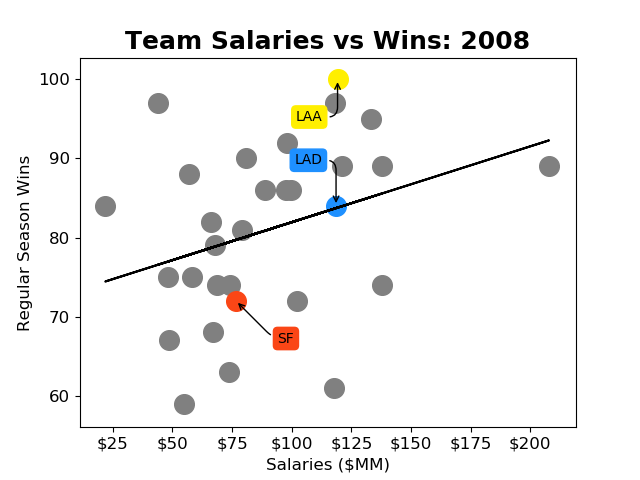 Team Salaries vs Wins: 2008
Regular Season Wins
100
90
80
70
60
LAA
LAD
SF
$25 $50 $75 $100 $125 $150 $175 $200
Salaries ($MM)